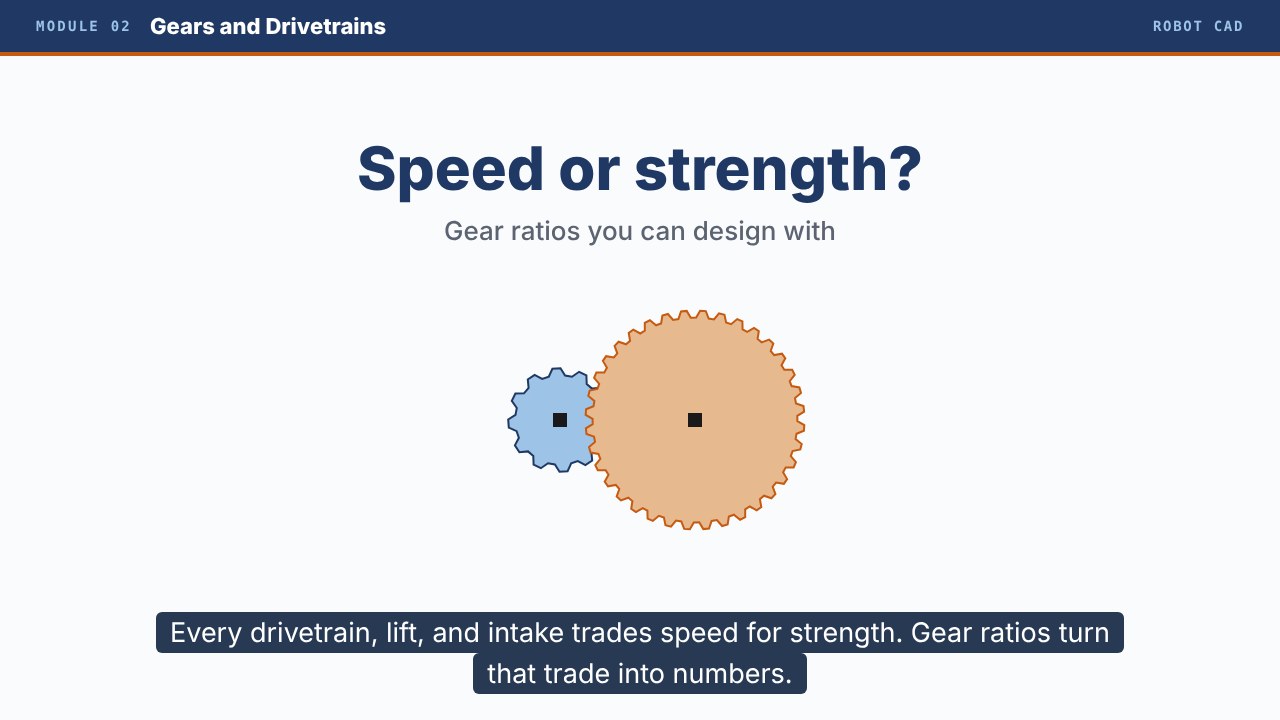 MODULE 02 Gears and Drivetrains
ROBOT CAD
Speed or strength?
Gear ratios you can design with
Every drivetrain, lift, and intake trades speed for strength. Gear ratios turn
that trade into numbers.